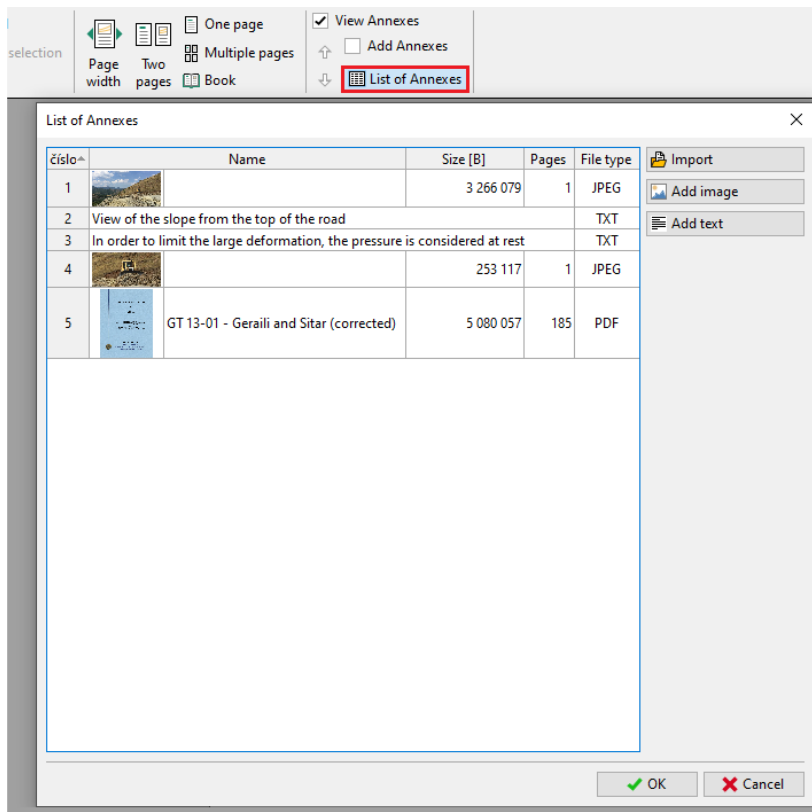 selection
Page width
Two pages
One page
Multiple pages
Book
View Annexes
Add Annexes
List of Annexes
List of Annexes
číslo Name Size [B] Pages File type
1 3 266 079 1 JPEG
2 View of the slope from the top of the road TXT
3 In order to limit the large deformation, the pressure is considered at rest TXT
4 253 117 1 JPEG
5 GT 13-01 - Geraili and Sitar (corrected) 5 080 057 185 PDF
Import
Add image
Add text
OK Cancel